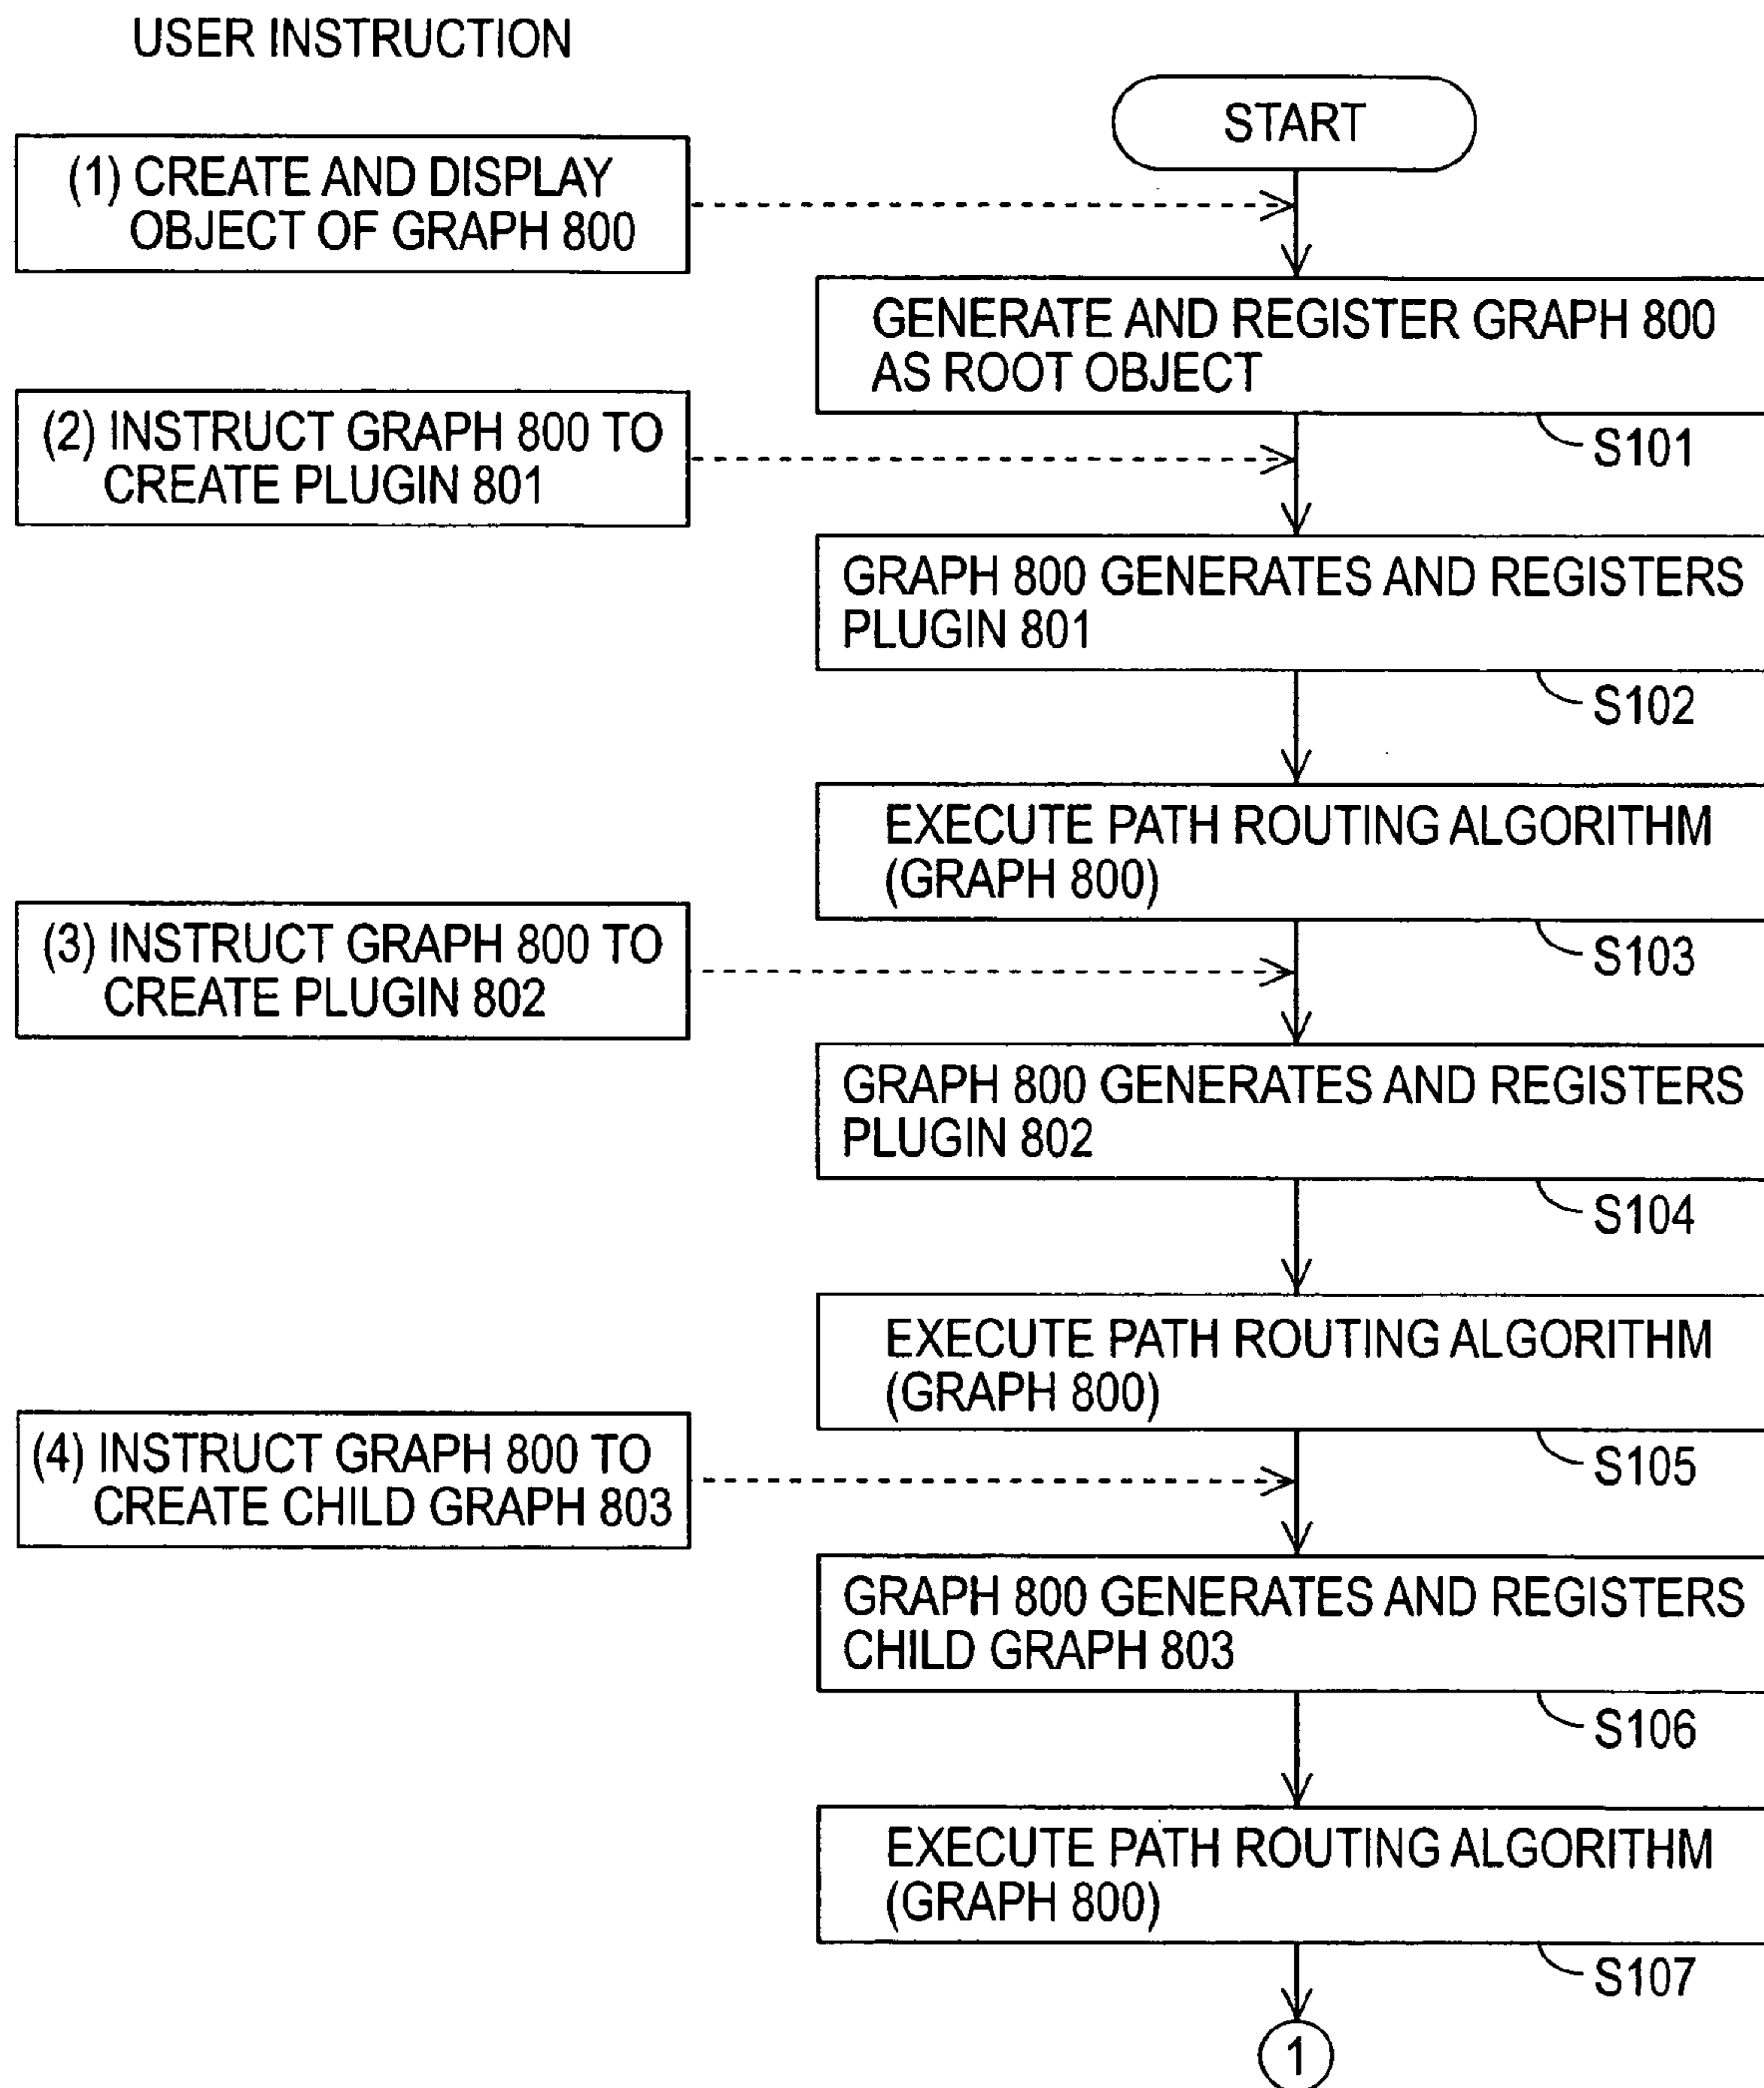 USER INSTRUCTION
START
(1) CREATE AND DISPLAY
OBJECT OF GRAPH 800
GENERATE AND REGISTER GRAPH 800
AS ROOT OBJECT
S101
(2) INSTRUCT GRAPH 800 TO
CREATE PLUGIN 801
GRAPH 800 GENERATES AND REGISTERS
PLUGIN 801
S102
EXECUTE PATH ROUTING ALGORITHM
(GRAPH 800)
S103
(3) INSTRUCT GRAPH 800 TO
CREATE PLUGIN 802
GRAPH 800 GENERATES AND REGISTERS
PLUGIN 802
S104
EXECUTE PATH ROUTING ALGORITHM
(GRAPH 800)
S105
(4) INSTRUCT GRAPH 800 TO
CREATE CHILD GRAPH 803
GRAPH 800 GENERATES AND REGISTERS
CHILD GRAPH 803
S106
EXECUTE PATH ROUTING ALGORITHM
(GRAPH 800)
S107
1